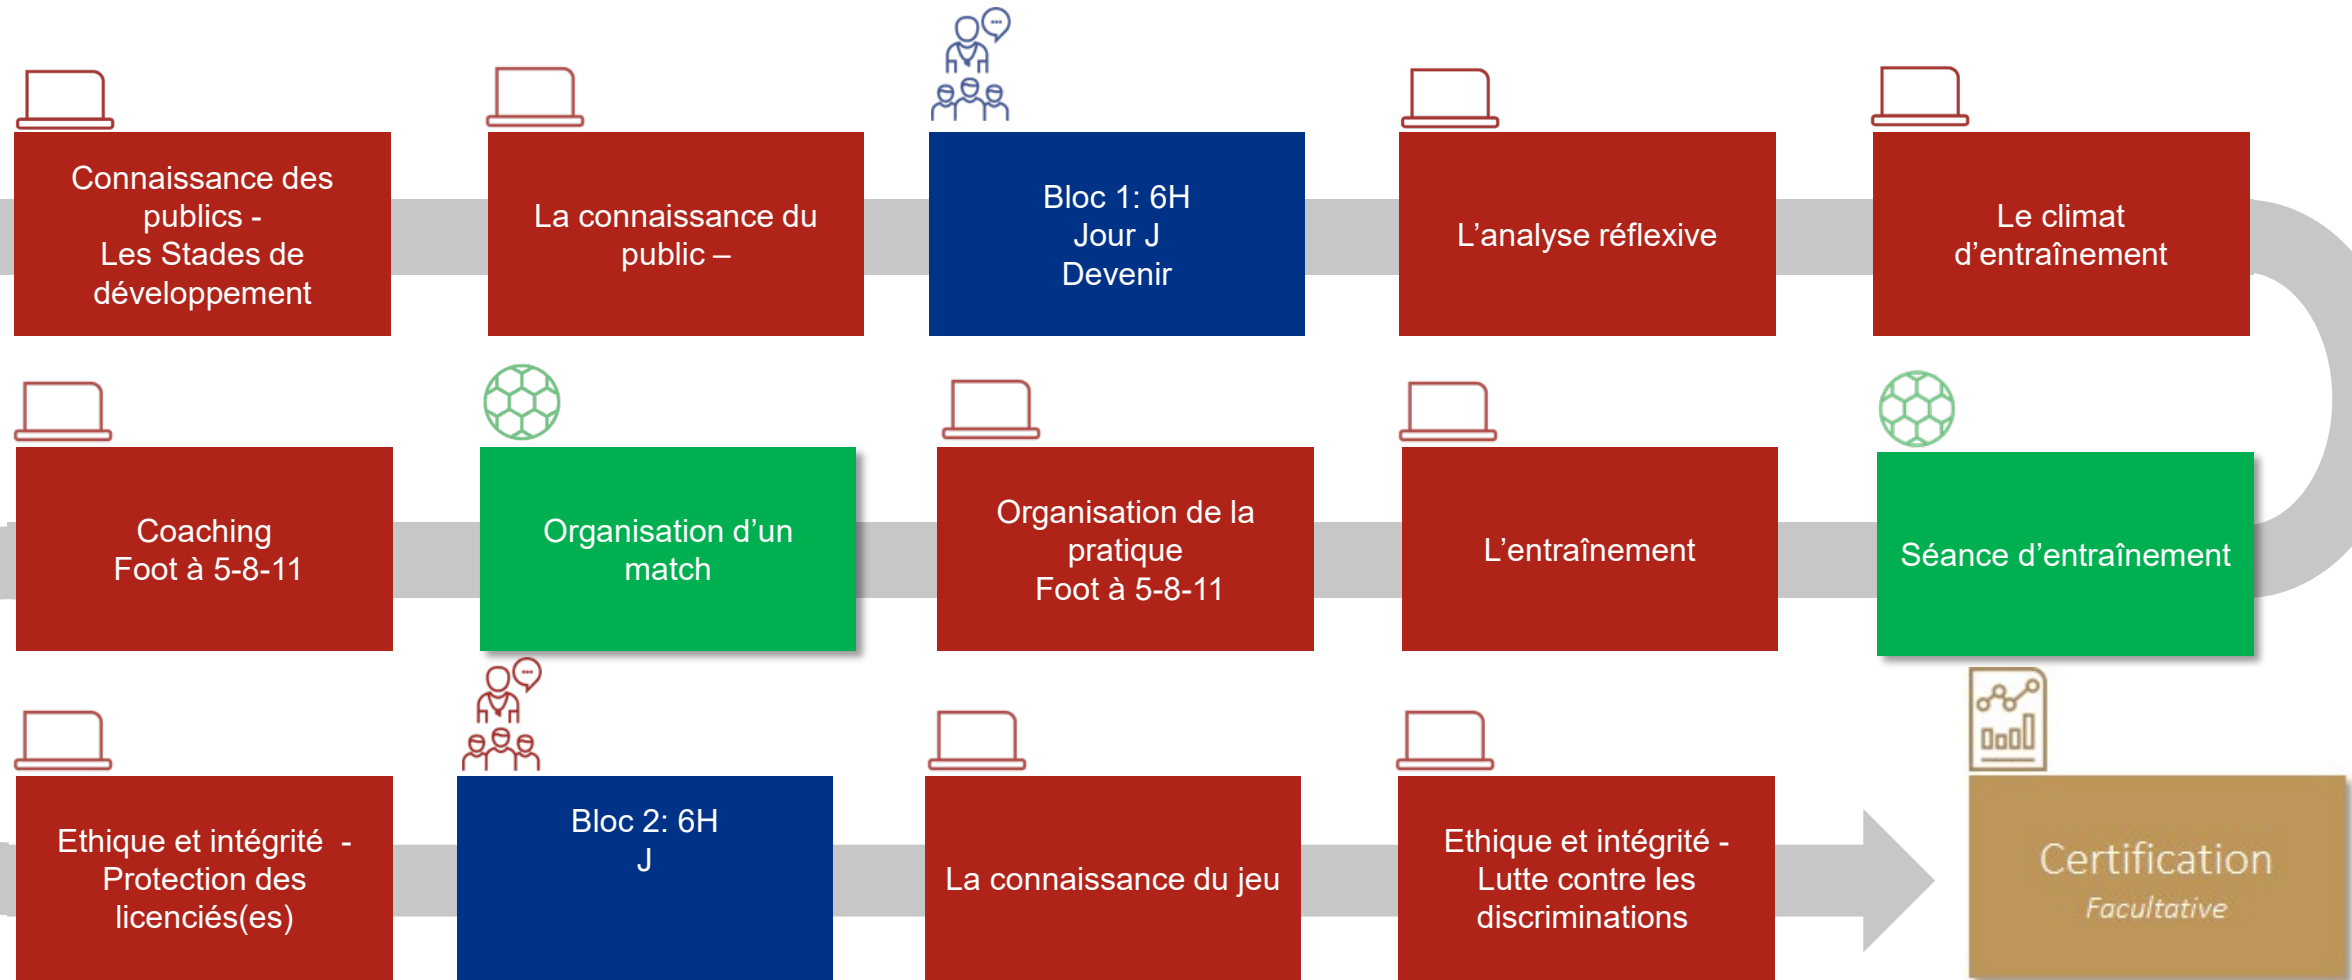 Connaissance des
publics -
Les Stades de
développement
La connaissance du
public –
Bloc 1: 6H
Jour J
Devenir
L’analyse réflexive
Le climat
d’entraînement
Coaching
Foot à 5-8-11
Organisation d’un
match
Organisation de la
pratique
Foot à 5-8-11
L’entraînement
Séance d’entraînement
Ethique et intégrité -
Protection des
licenciés(es)
Bloc 2: 6H
J
La connaissance du jeu
Ethique et intégrité -
Lutte contre les
discriminations
Certification
Facultative